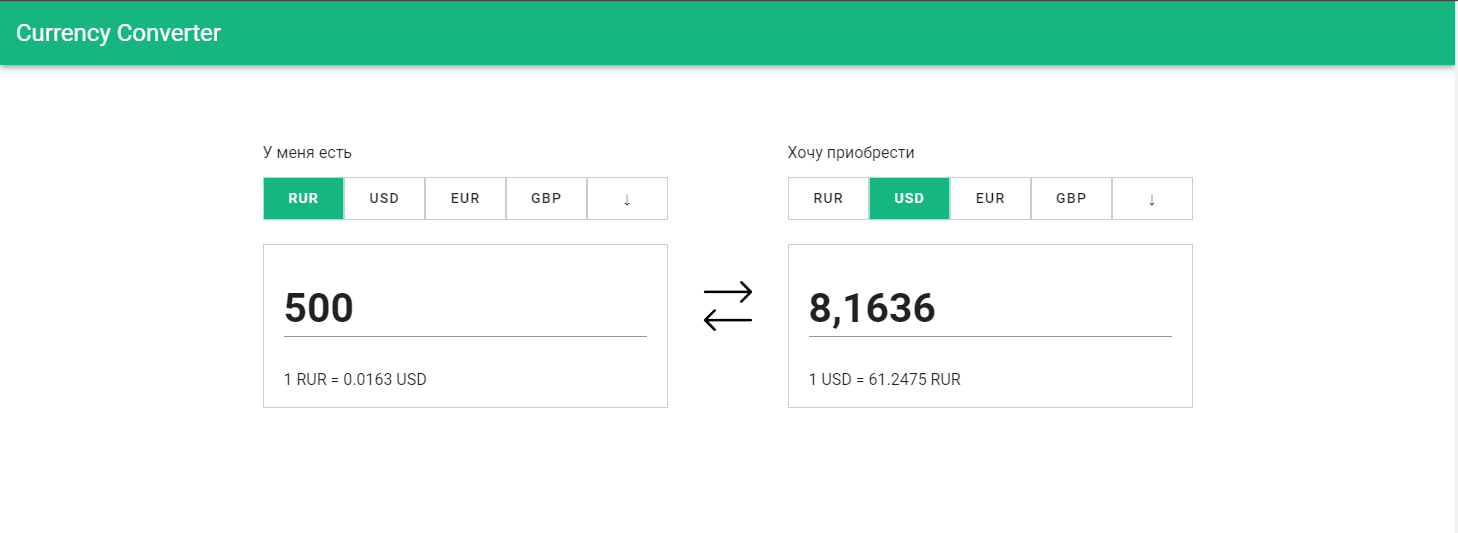 Currency Converter
У меня есть
RUR USD EUR GBP ↓
500
1 RUR = 0.0163 USD
Хочу приобрести
RUR USD EUR GBP ↓
8,1636
1 USD = 61.2475 RUR